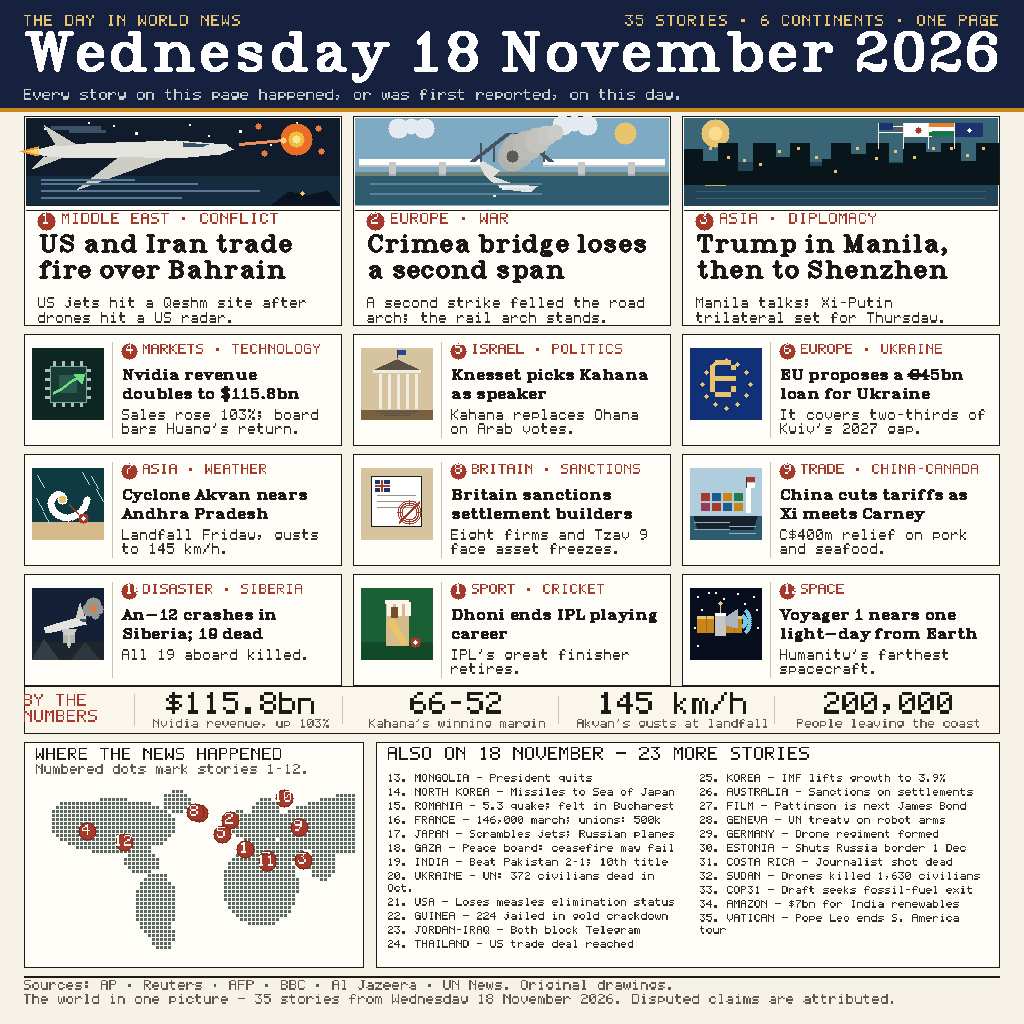 THE DAY IN WORLD NEWS
35 STORIES · 6 CONTINENTS · ONE PAGE
Wednesday 18 November 2026
Every story on this page happened, or was first reported, on this day.
1 MIDDLE EAST · CONFLICT
US and Iran trade
fire over Bahrain
US jets hit a Qeshm site after
drones hit a US radar.
2 EUROPE · WAR
Crimea bridge loses
a second span
A second strike felled the road
arch; the rail arch stands.
3 ASIA · DIPLOMACY
Trump in Manila,
then to Shenzhen
Manila talks; Xi-Putin
trilateral set for Thursday.
4 MARKETS · TECHNOLOGY
Nvidia revenue
doubles to $115.8bn
Sales rose 103%; board
bars Huang's return.
5 ISRAEL · POLITICS
Knesset picks Kahana
as speaker
Kahana replaces Ohana
on Arab votes.
6 EUROPE · UKRAINE
EU proposes a €45bn
loan for Ukraine
It covers two-thirds of
Kyiv's 2027 gap.
7 ASIA · WEATHER
Cyclone Akvan nears
Andhra Pradesh
Landfall Friday, gusts
to 145 km/h.
8 BRITAIN · SANCTIONS
Britain sanctions
settlement builders
Eight firms and Tzav 9
face asset freezes.
9 TRADE · CHINA-CANADA
China cuts tariffs as
Xi meets Carney
C$400m relief on pork
and seafood.
1 DISASTER · SIBERIA
An-12 crashes in
Siberia; 19 dead
All 19 aboard killed.
1 SPORT · CRICKET
Dhoni ends IPL playing
career
IPL's great finisher
retires.
1 SPACE
Voyager 1 nears one
light-day from Earth
Humanity's farthest
spacecraft.
BY THE
NUMBERS
$115.8bn
Nvidia revenue, up 103%
66-52
Kahana's winning margin
145 km/h
Akvan's gusts at landfall
200,000
People leaving the coast
WHERE THE NEWS HAPPENED
Numbered dots mark stories 1-12.
10
8
2
4
5
9
12
1
11
3
ALSO ON 18 NOVEMBER — 23 MORE STORIES
13. MONGOLIA — President quits
14. NORTH KOREA — Missiles to Sea of Japan
15. ROMANIA — 5.3 quake; felt in Bucharest
16. FRANCE — 146,000 march; unions: 500k
17. JAPAN — Scrambles jets; Russian planes
18. GAZA — Peace board: ceasefire may fail
19. INDIA — Beat Pakistan 2-1; 10th title
20. UKRAINE — UN: 372 civilians dead in
Oct.
21. USA — Loses measles elimination status
22. GUINEA — 224 jailed in gold crackdown
23. JORDAN-IRAQ — Both block Telegram
24. THAILAND — US trade deal reached
25. KOREA — IMF lifts growth to 3.9%
26. AUSTRALIA — Sanctions on settlements
27. FILM — Pattinson is next James Bond
28. GENEVA — UN treaty on robot arms
29. GERMANY — Drone regiment formed
30. ESTONIA — Shuts Russia border 1 Dec
31. COSTA RICA — Journalist shot dead
32. SUDAN — Drones killed 1,630 civilians
33. COP31 — Draft seeks fossil-fuel exit
34. AMAZON — $7bn for India renewables
35. VATICAN — Pope Leo ends S. America
tour
Sources: AP · Reuters · AFP · BBC · Al Jazeera · UN News. Original drawings.
The world in one picture — 35 stories from Wednesday 18 November 2026. Disputed claims are attributed.